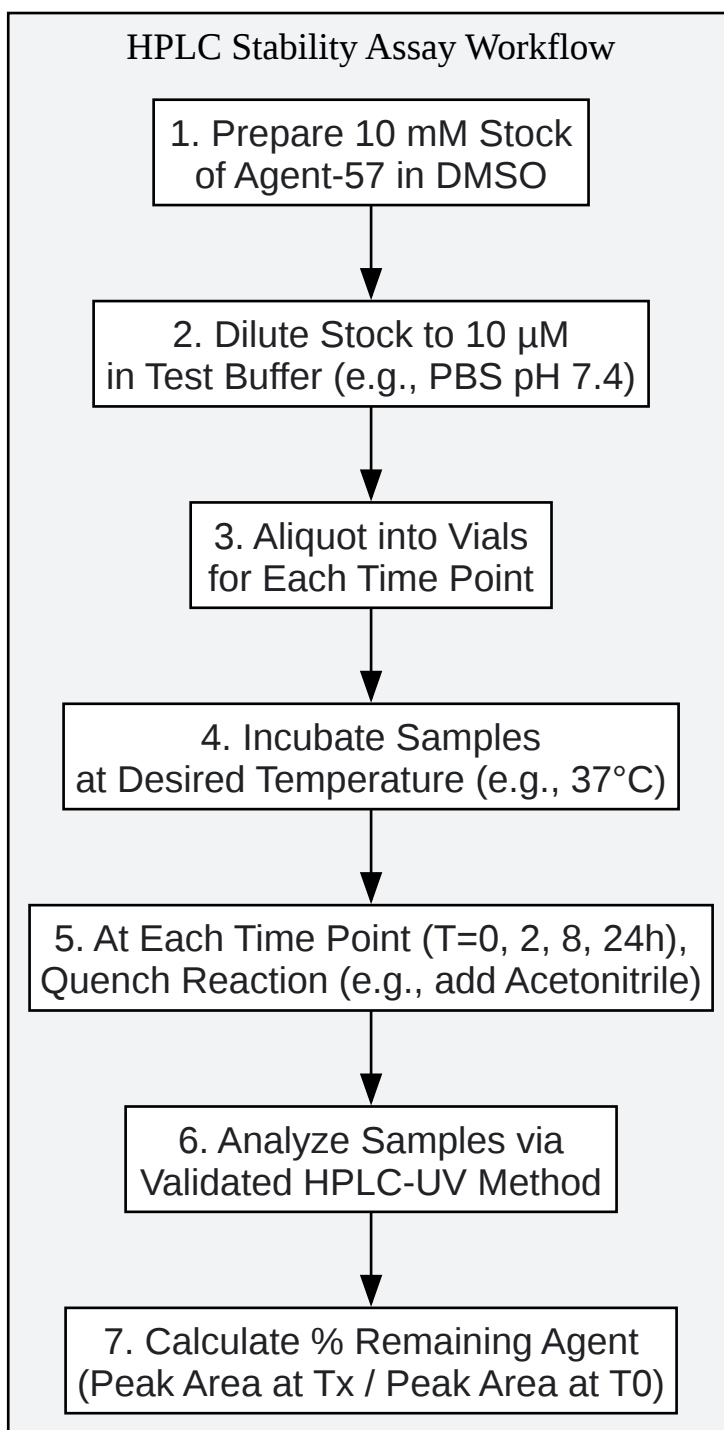 HPLC Stability Assay Workflow
1. Prepare 10 mM Stock
of Agent-57 in DMSO
2. Dilute Stock to 10 µM
in Test Buffer (e.g., PBS pH 7.4)
3. Aliquot into Vials
for Each Time Point
4. Incubate Samples
at Desired Temperature (e.g., 37°C)
5. At Each Time Point (T=0, 2, 8, 24h),
Quench Reaction (e.g., add Acetonitrile)
6. Analyze Samples via
Validated HPLC-UV Method
7. Calculate % Remaining Agent
(Peak Area at Tx / Peak Area at T0)